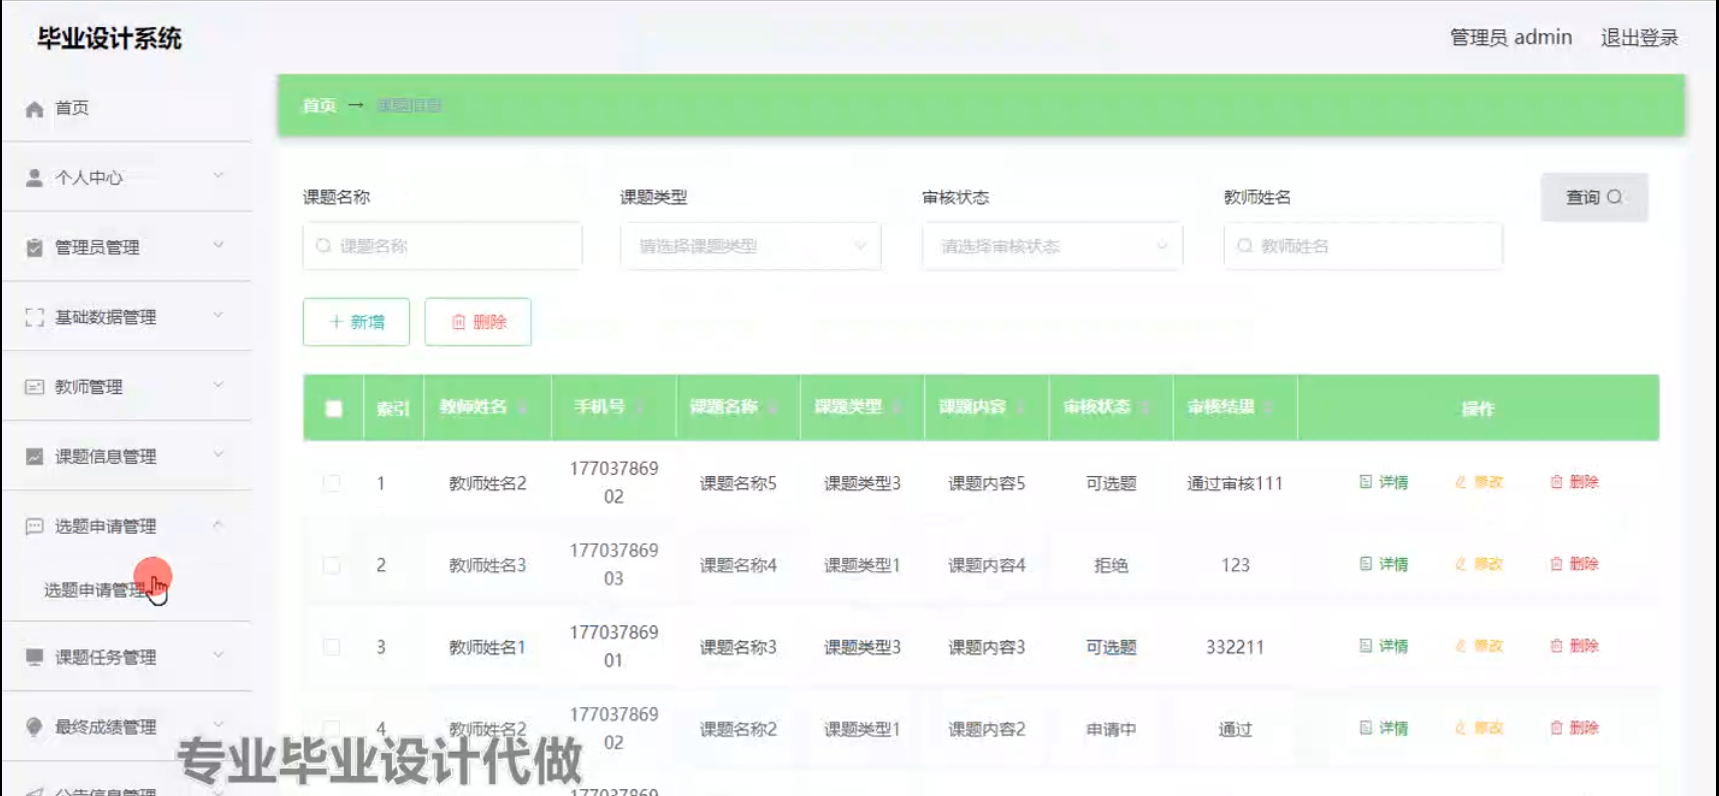 毕业设计系统
管理员 admin 退出登录
首页
个人中心
管理员管理
基础数据管理
教师管理
课题信息管理
选题申请管理
选题申请管理
课题任务管理
最终成绩管理
公告信息管理
首页 → 课题信息
课题名称 课题类型 审核状态 教师姓名 查询
课题名称 请选择课题类型 请选择审核状态 教师姓名
新增 删除
索引 教师姓名 手机号 课题名称 课题类型 课题内容 审核状态 审核结果 操作
1 教师姓名2 17703786902 课题名称5 课题类型3 课题内容5 可选题 通过审核111 详情 修改 删除
2 教师姓名3 17703786903 课题名称4 课题类型1 课题内容4 拒绝 123 详情 修改 删除
3 教师姓名1 17703786901 课题名称3 课题类型3 课题内容3 可选题 332211 详情 修改 删除
4 教师姓名2 17703786902 课题名称2 课题类型1 课题内容2 申请中 通过 详情 修改 删除
177037869
专业毕业设计代做